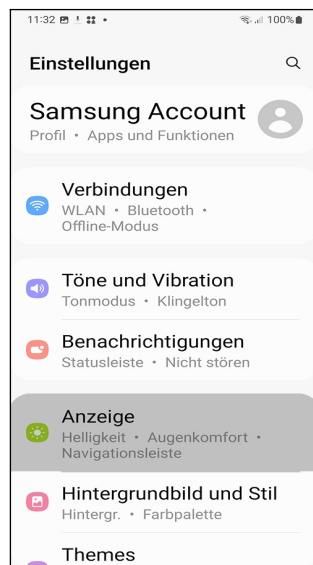 11:32 100%
Einstellungen
Samsung Account
Profil • Apps und Funktionen
Verbindungen
WLAN • Bluetooth •
Offline-Modus
Töne und Vibration
Tonmodus • Klingelton
Benachrichtigungen
Statusleiste • Nicht stören
Anzeige
Helligkeit • Augenkomfort •
Navigationsleiste
Hintergrundbild und Stil
Hintergr. • Farbpalette
Themes